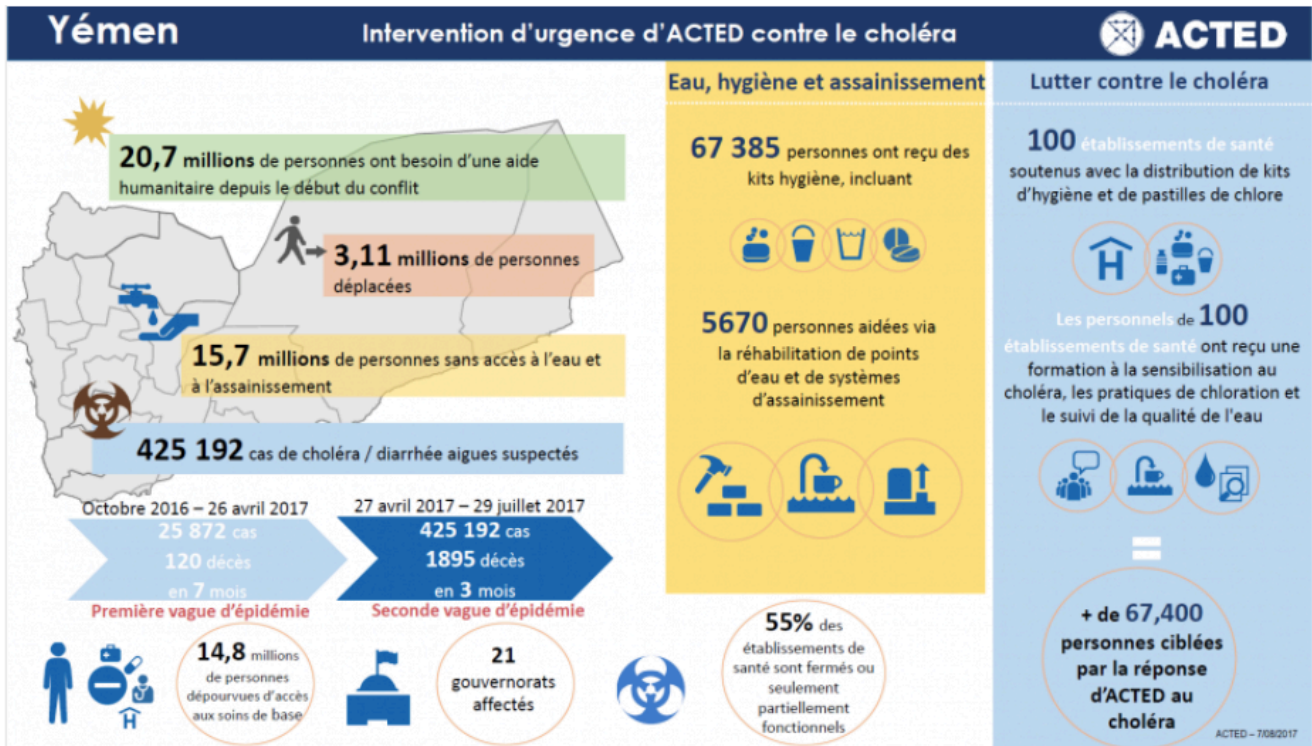 Yémen
Intervention d'urgence d'ACTED contre le choléra
ACTED
20,7 millions de personnes ont besoin d'une aide
humanitaire depuis le début du conflit
3,11 millions de personnes
déplacées
15,7 millions de personnes sans accès à l'eau et
à l'assainissement
425 192 cas de choléra / diarrhée aigues suspectés
Octobre 2016 – 26 avril 2017
25 872 cas
120 décès
en 7 mois
Première vague d'épidémie
27 avril 2017 – 29 juillet 2017
425 192 cas
1895 décès
en 3 mois
Seconde vague d'épidémie
H
14,8 millions
de personnes
dépourvues d'accès
aux soins de base
21
gouvernorats
affectés
Eau, hygiène et assainissement
67 385 personnes ont reçu des
kits hygiène, incluant
5670 personnes aidées via
la réhabilitation de points
d'eau et de systèmes
d'assainissement
55% des
établissements de
santé sont fermés ou
seulement
partiellement
fonctionnels
Lutter contre le choléra
100 établissements de santé
soutenus avec la distribution de kits
d'hygiène et de pastilles de chlore
H
Les personnels de 100
établissements de santé ont reçu une
formation à la sensibilisation au
choléra, les pratiques de chloration et
le suivi de la qualité de l'eau
=
+ de 67,400
personnes ciblées
par la réponse
d'ACTED au
choléra
ACTED – 7/08/2017